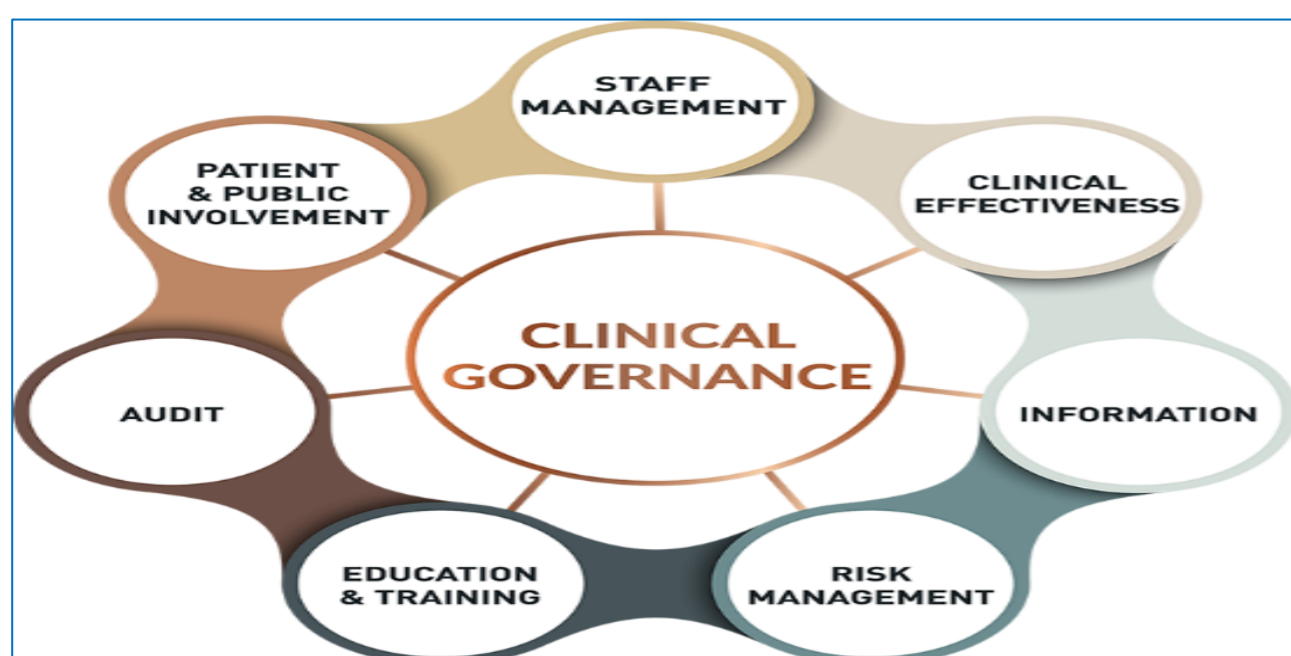 STAFF
MANAGEMENT
PATIENT
& PUBLIC
INVOLVEMENT
CLINICAL
EFFECTIVENESS
CLINICAL
GOVERNANCE
AUDIT
INFORMATION
EDUCATION
& TRAINING
RISK
MANAGEMENT